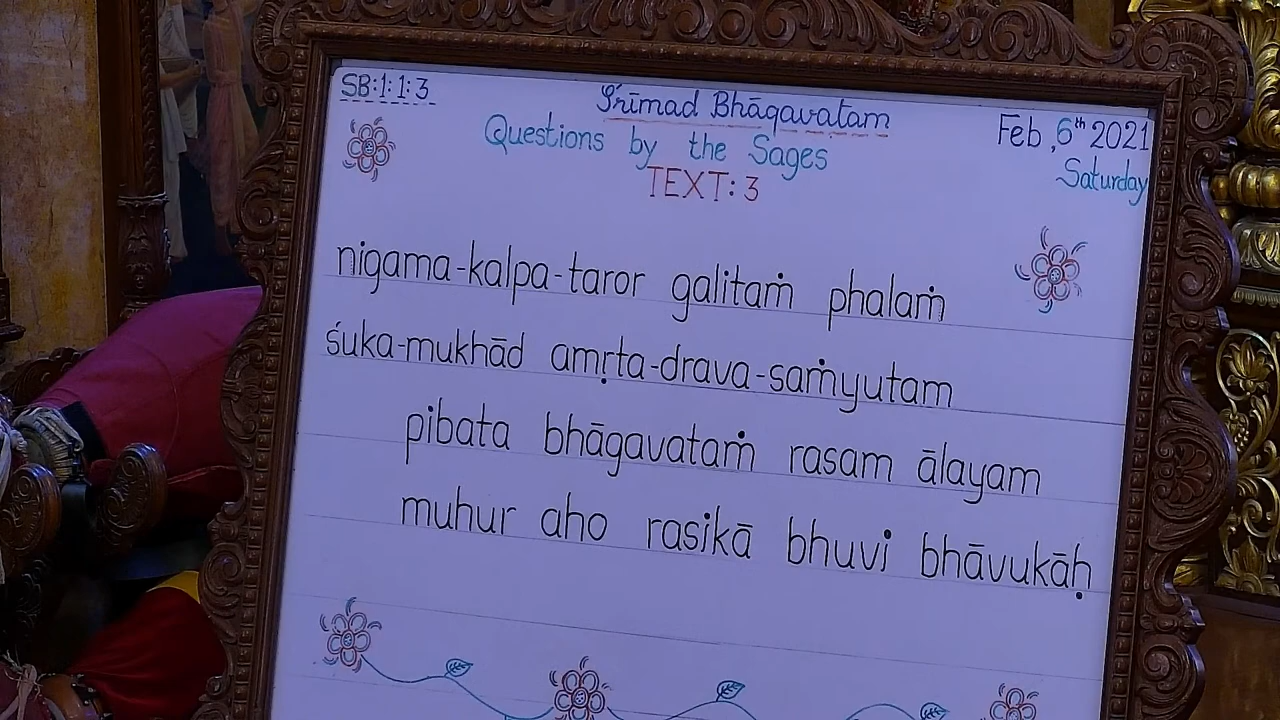 SB:1:1:3
Śrīmad Bhāgavatam
Feb ,6th 2021
Questions by the Sages
Saturday
TEXT: 3
nigama-kalpa-taror galitaṁ phalaṁ
śuka-mukhād amṛta-drava-saṁyutam
pibata bhāgavataṁ rasam ālayam
muhur aho rasikā bhuvi bhāvukāḥ